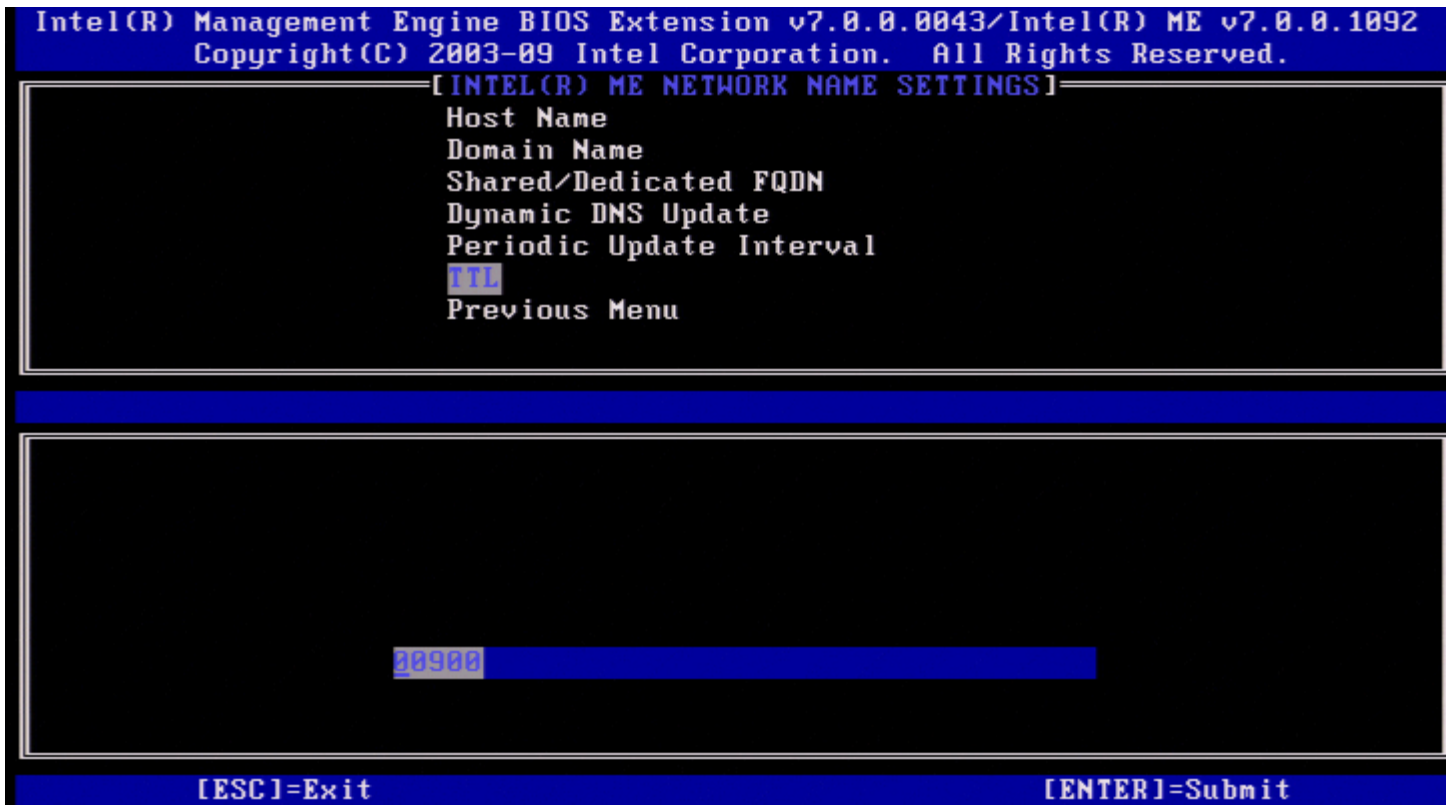 Intel(R) Management Engine BIOS Extension v7.0.0.0043/Intel(R) ME v7.0.0.1092
Copyright(C) 2003-09 Intel Corporation. All Rights Reserved.
[INTEL(R) ME NETWORK NAME SETTINGS]
Host Name
Domain Name
Shared/Dedicated FQDN
Dynamic DNS Update
Periodic Update Interval
TTL
Previous Menu
00900
[ESC]=Exit [ENTER]=Submit